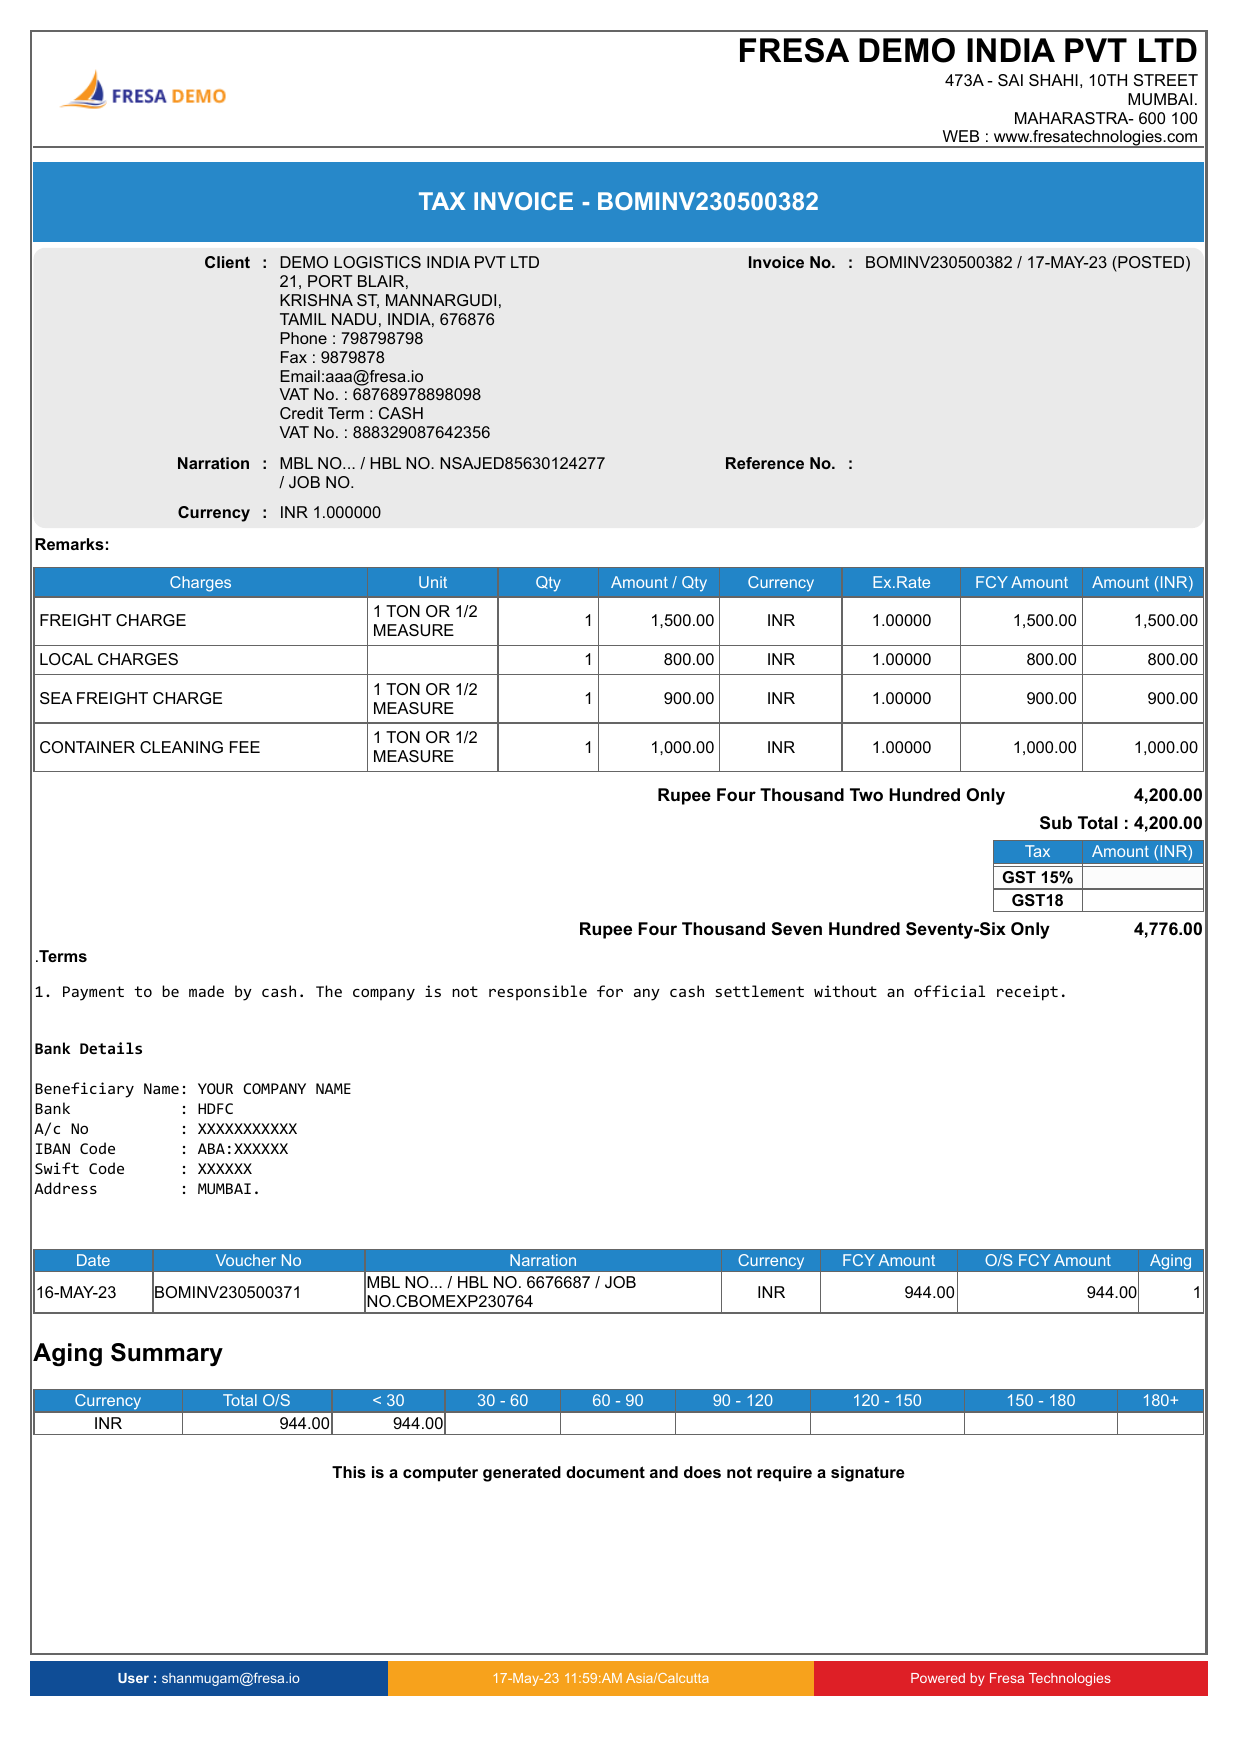 FRESA DEMO
FRESA DEMO INDIA PVT LTD
473A - SAI SHAHI, 10TH STREET
MUMBAI.
MAHARASTRA- 600 100
WEB : www.fresatechnologies.com
TAX INVOICE - BOMINV230500382
Client : DEMO LOGISTICS INDIA PVT LTD Invoice No. : BOMINV230500382 / 17-MAY-23 (POSTED)
21, PORT BLAIR,
KRISHNA ST, MANNARGUDI,
TAMIL NADU, INDIA, 676876
Phone : 798798798
Fax : 9879878
Email:aaa@fresa.io
VAT No. : 68768978898098
Credit Term : CASH
VAT No. : 888329087642356
Narration : MBL NO... / HBL NO. NSAJED85630124277 Reference No. :
/ JOB NO.
Currency : INR 1.000000
Remarks:
Charges Unit Qty Amount / Qty Currency Ex.Rate FCY Amount Amount (INR)
FREIGHT CHARGE 1 TON OR 1/2 MEASURE 1 1,500.00 INR 1.00000 1,500.00 1,500.00
LOCAL CHARGES 1 800.00 INR 1.00000 800.00 800.00
SEA FREIGHT CHARGE 1 TON OR 1/2 MEASURE 1 900.00 INR 1.00000 900.00 900.00
CONTAINER CLEANING FEE 1 TON OR 1/2 MEASURE 1 1,000.00 INR 1.00000 1,000.00 1,000.00
Rupee Four Thousand Two Hundred Only 4,200.00
Sub Total : 4,200.00
Tax Amount (INR)
GST 15%
GST18
Rupee Four Thousand Seven Hundred Seventy-Six Only 4,776.00
.Terms
1. Payment to be made by cash. The company is not responsible for any cash settlement without an official receipt.
Bank Details
Beneficiary Name: YOUR COMPANY NAME
Bank : HDFC
A/c No : XXXXXXXXXXX
IBAN Code : ABA:XXXXXX
Swift Code : XXXXXX
Address : MUMBAI.
Date Voucher No Narration Currency FCY Amount O/S FCY Amount Aging
16-MAY-23 BOMINV230500371 MBL NO... / HBL NO. 6676687 / JOB NO.CBOMEXP230764 INR 944.00 944.00 1
Aging Summary
Currency Total O/S < 30 30 - 60 60 - 90 90 - 120 120 - 150 150 - 180 180+
INR 944.00 944.00
This is a computer generated document and does not require a signature
User : shanmugam@fresa.io 17-May-23 11:59:AM Asia/Calcutta Powered by Fresa Technologies